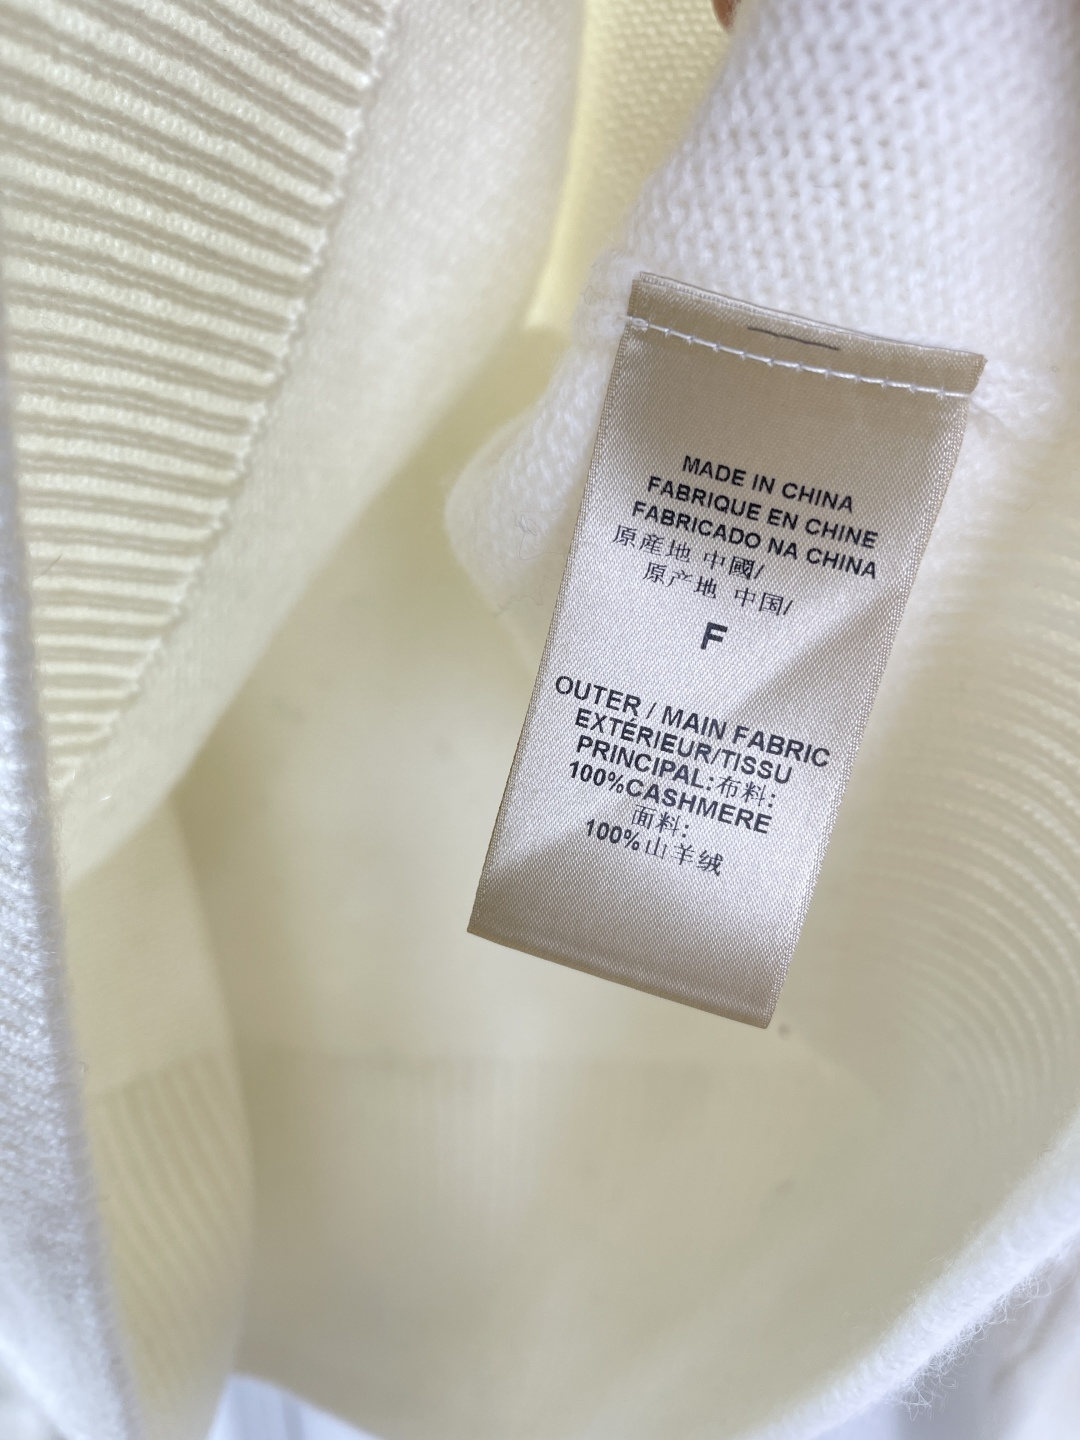 MADE IN CHINA
FABRIQUE EN CHINE
FABRICADO NA CHINA
原産地 中國/
原产地 中国/
F
OUTER / MAIN FABRIC
EXTÉRIEUR/TISSU
PRINCIPAL:布料:
100%CASHMERE
面料:
100%山羊绒